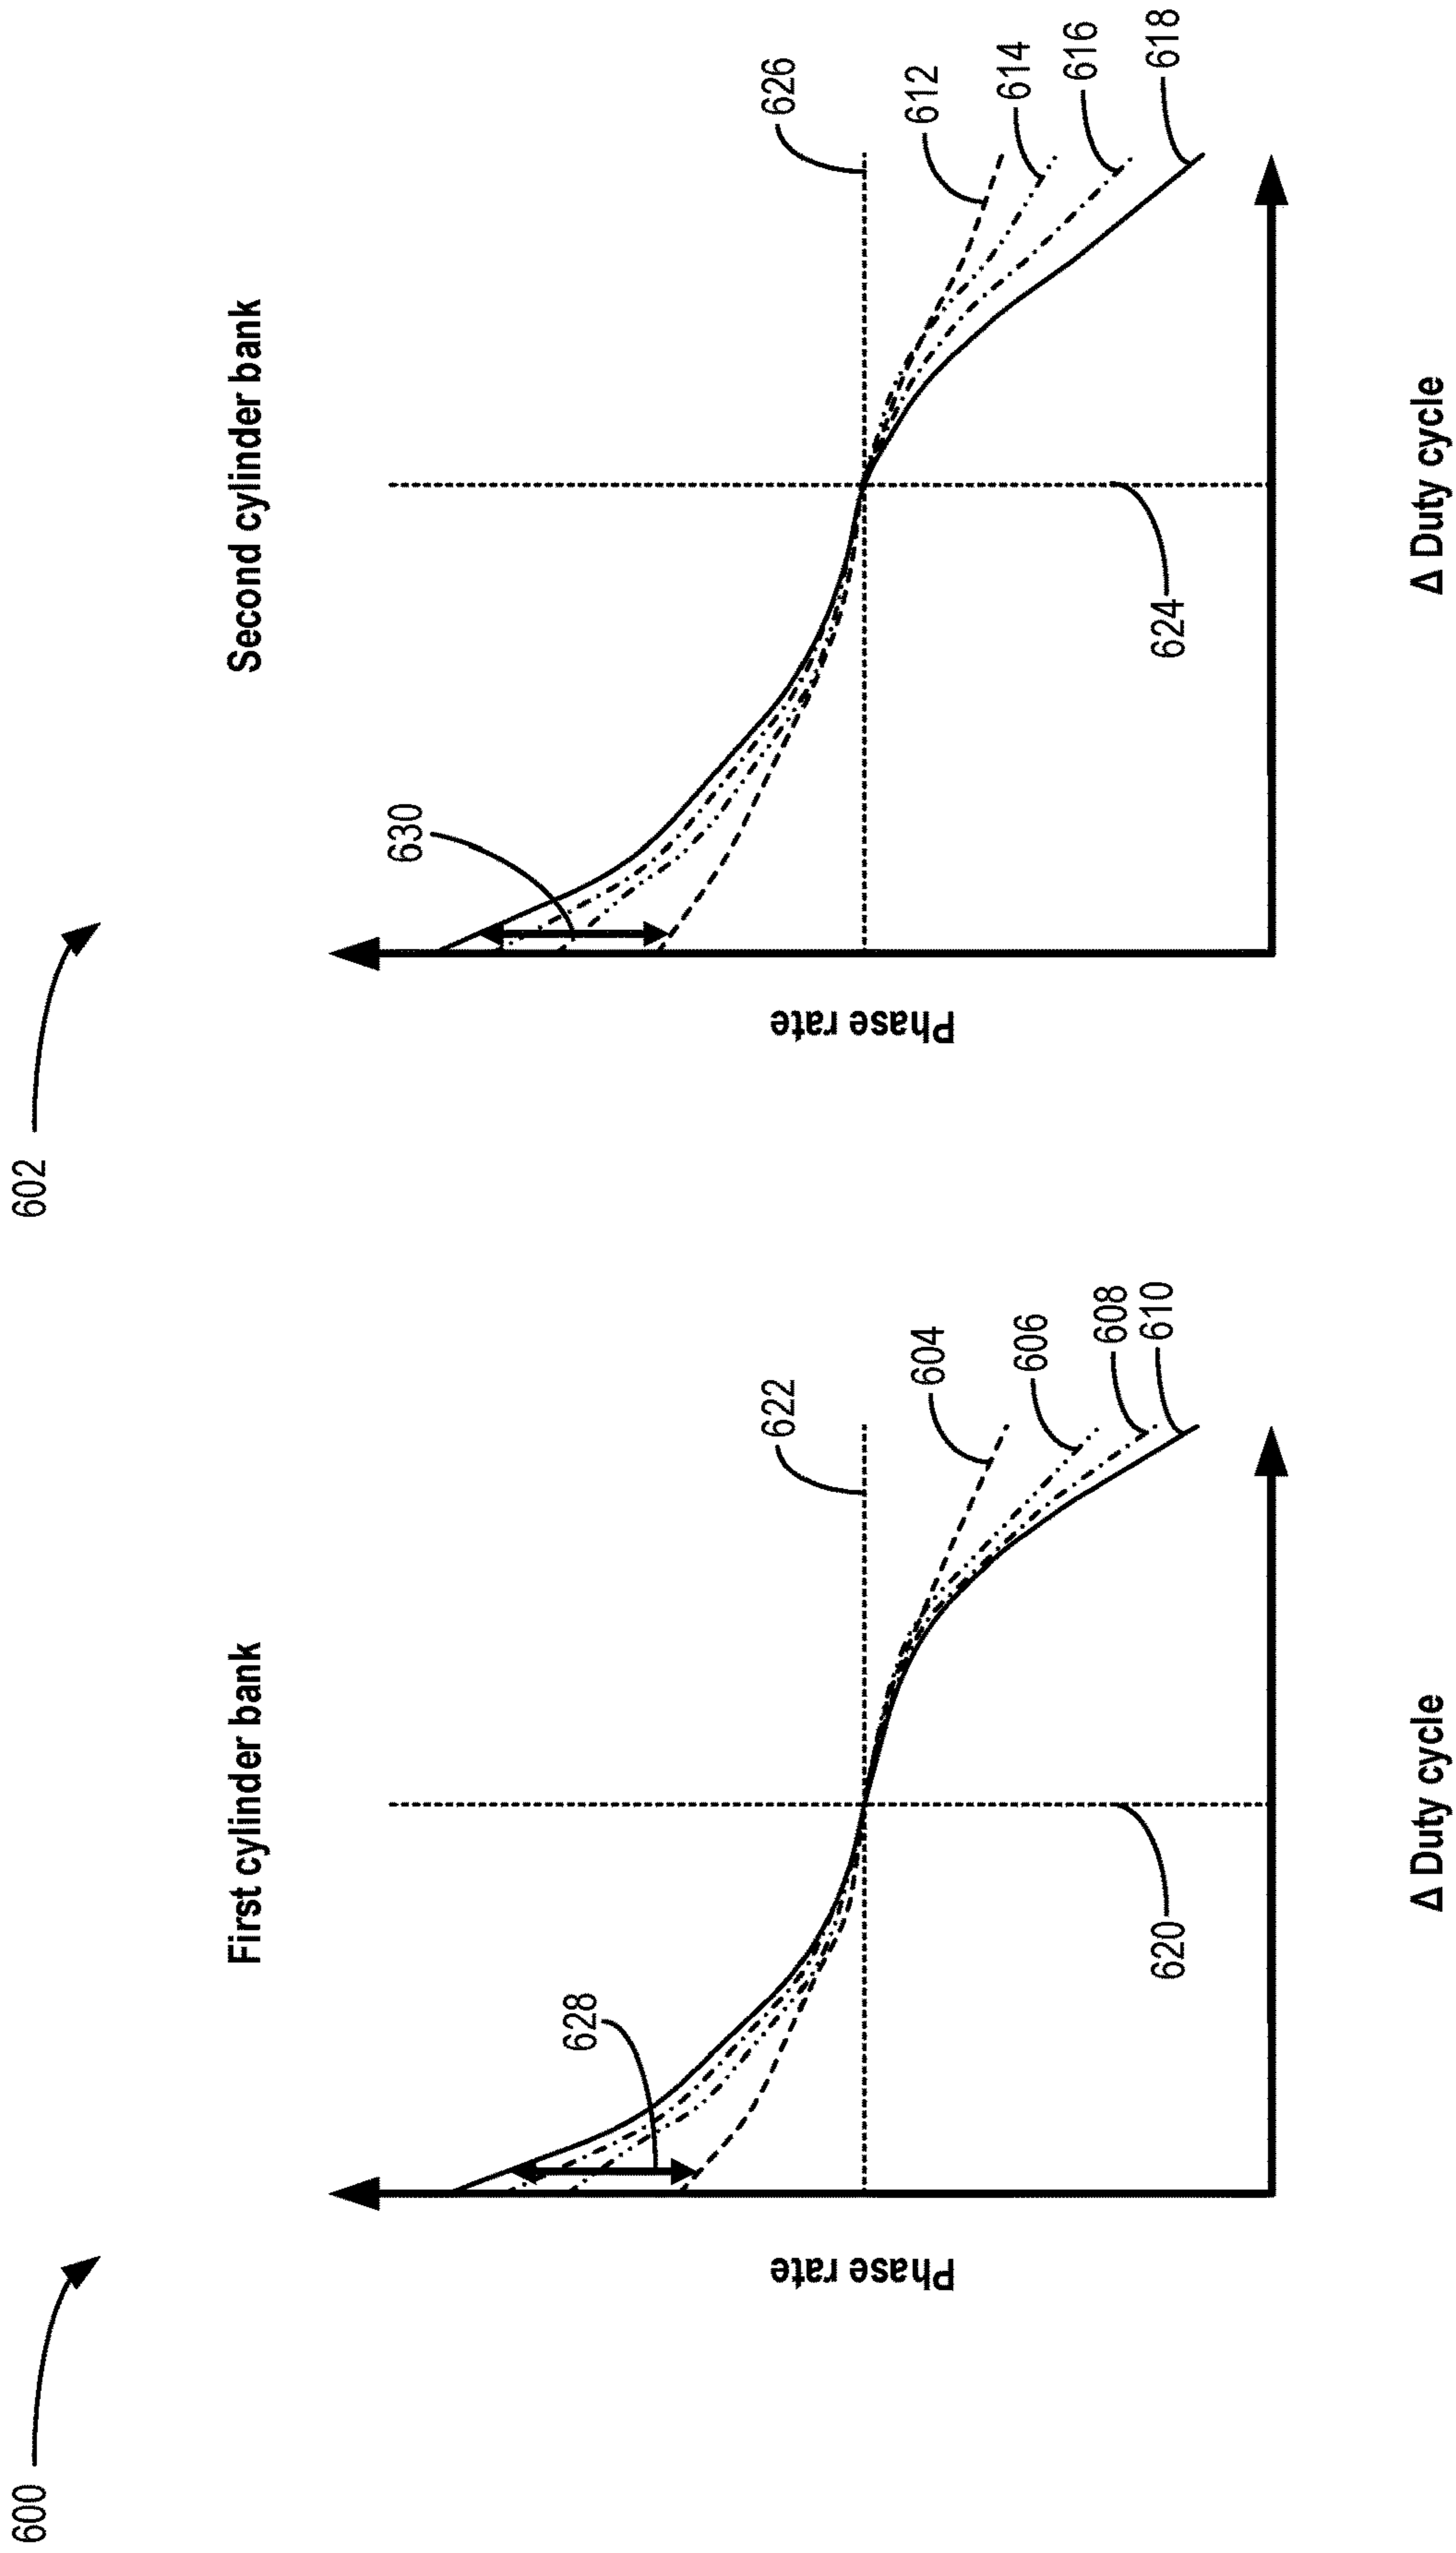 600
First cylinder bank
Phase rate
628
622
604
606
608
610
620
Δ Duty cycle
602
Second cylinder bank
Phase rate
630
626
612
614
616
618
624
Δ Duty cycle